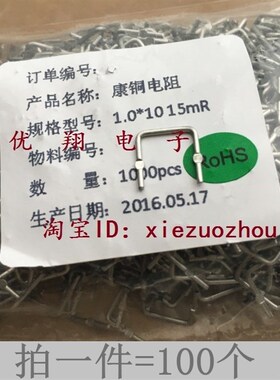 订单编号:
产品名称: 康铜电阻
规格型号: 1.0*10 15mR
优翔电子
物料编号:
数 量: 1000pcs
RoHS
生产日期: 2016.05.17
淘宝ID: xiezuozhou
拍一件=100个